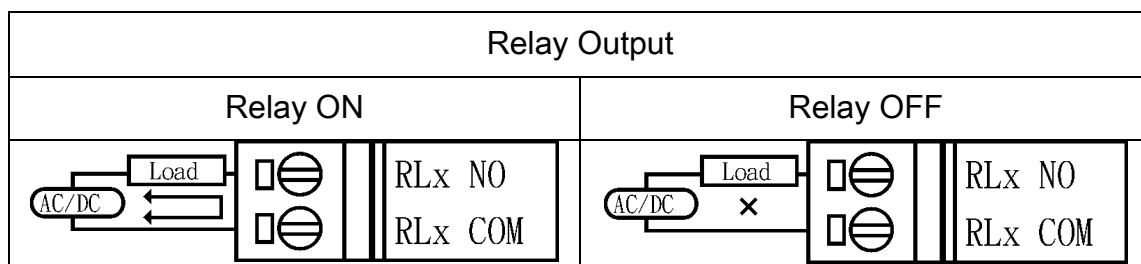 Relay Output
Relay ON
Relay OFF
Load
AC/DC
RLx NO
RLx COM
Load
AC/DC
×
RLx NO
RLx COM